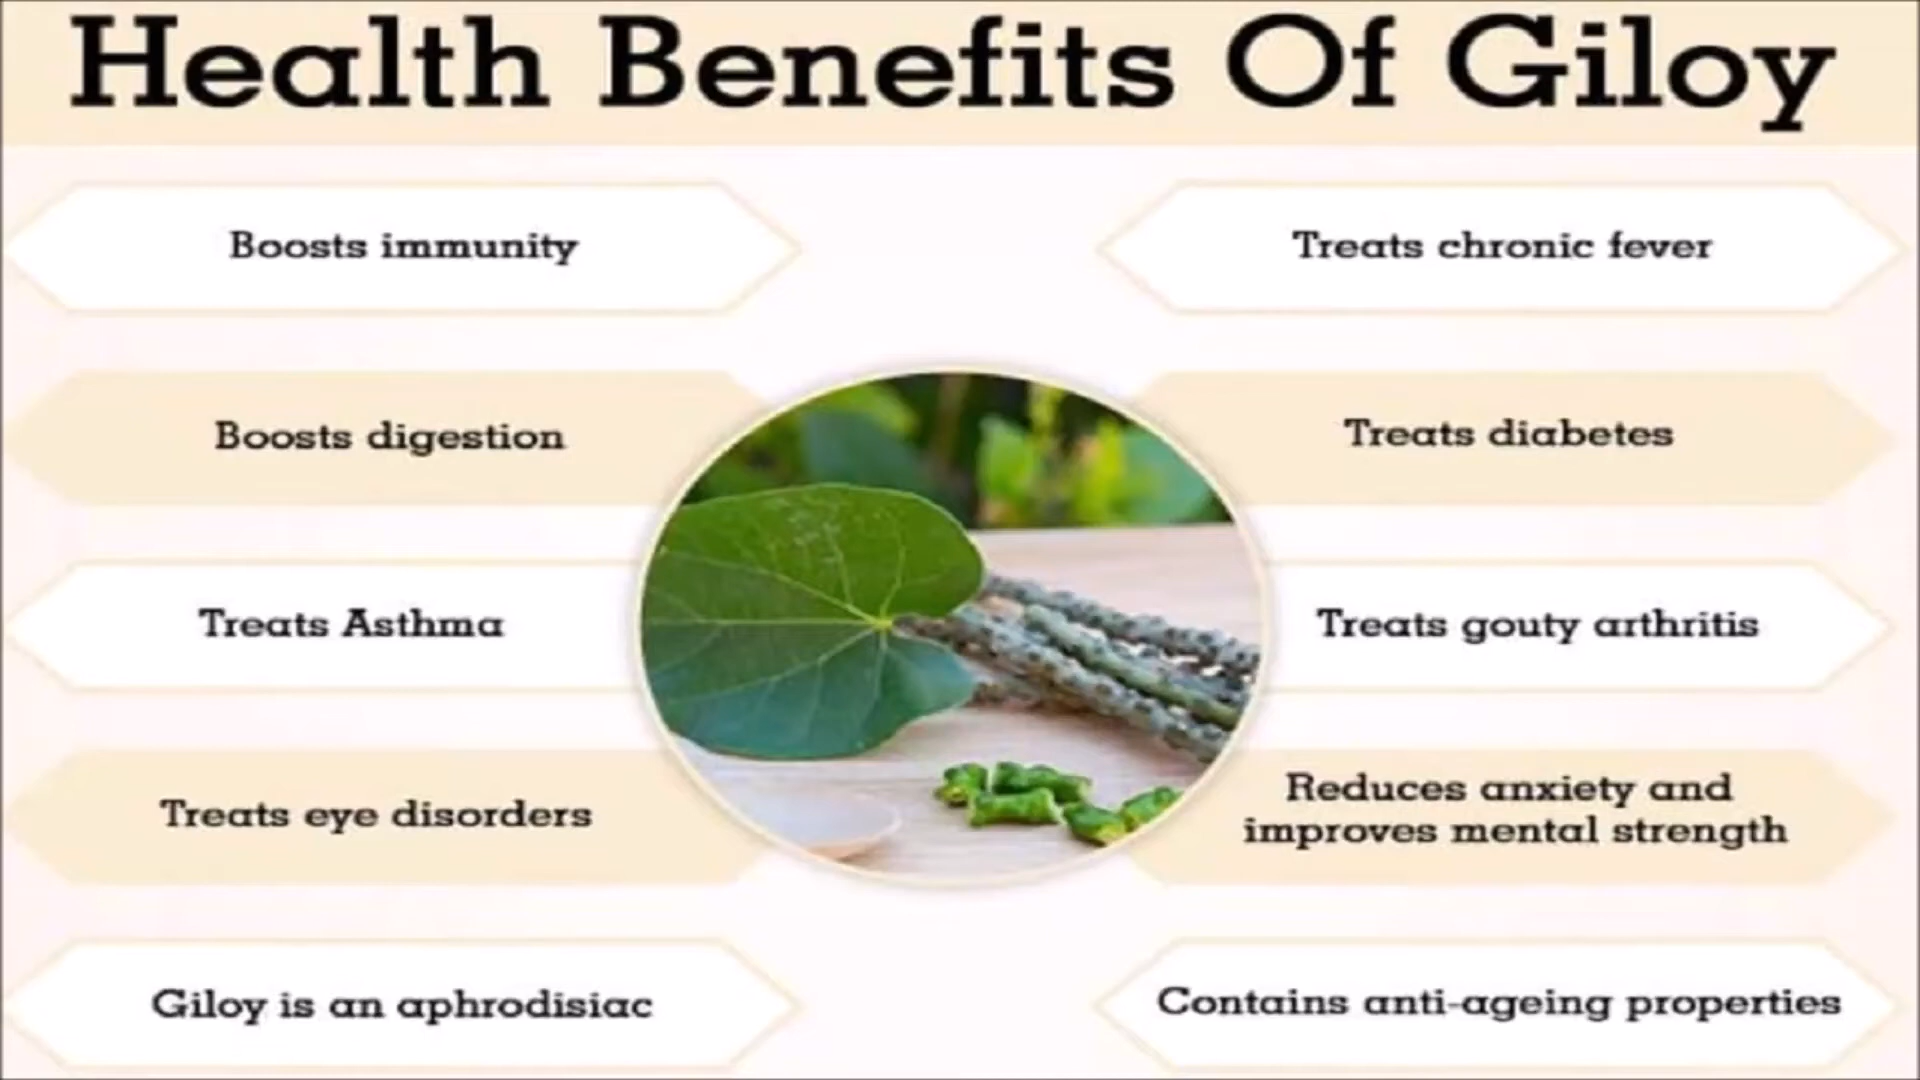 Health Benefits Of Giloy
Boosts immunity
Treats chronic fever
Boosts digestion
Treats diabetes
Treats Asthma
Treats gouty arthritis
Treats eye disorders
Reduces anxiety and
improves mental strength
Giloy is an aphrodisiac
Contains anti-ageing properties